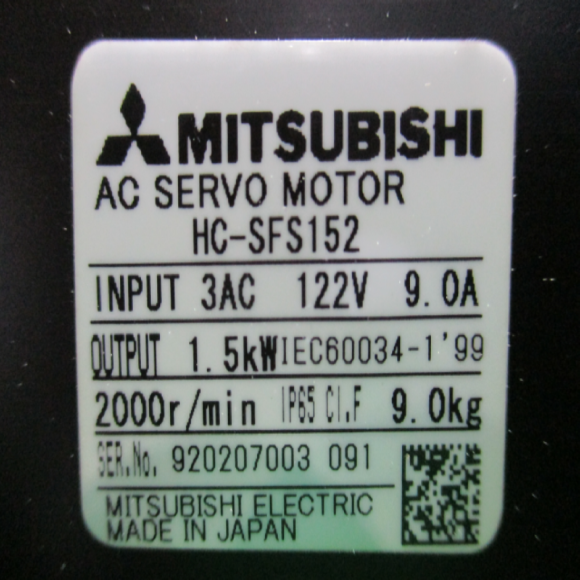 MITSUBISHI
AC SERVO MOTOR
HC-SFS152
INPUT 3AC 122V 9.0A
OUTPUT 1.5kW IEC60034-1'99
2000r/min IP65 CI.F 9.0kg
SER.No. 920207003 091
MITSUBISHI ELECTRIC
MADE IN JAPAN